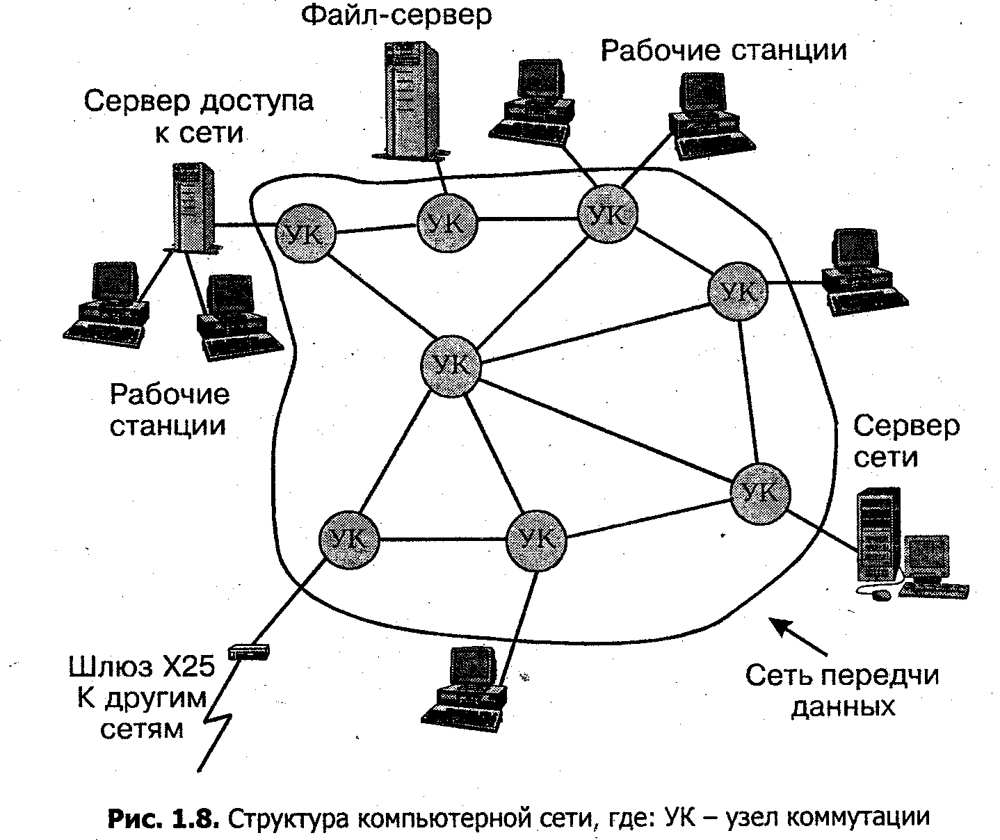 Файл-сервер
Рабочие станции
Сервер доступа
к сети
УК
УК
УК
УК
Рабочие
станции
УК
Сервер
сети
УК
УК
УК
Шлюз X25
К другим
сетям
Сеть передчи
данных
Рис. 1.8. Структура компьютерной сети, где: УК – узел коммутации